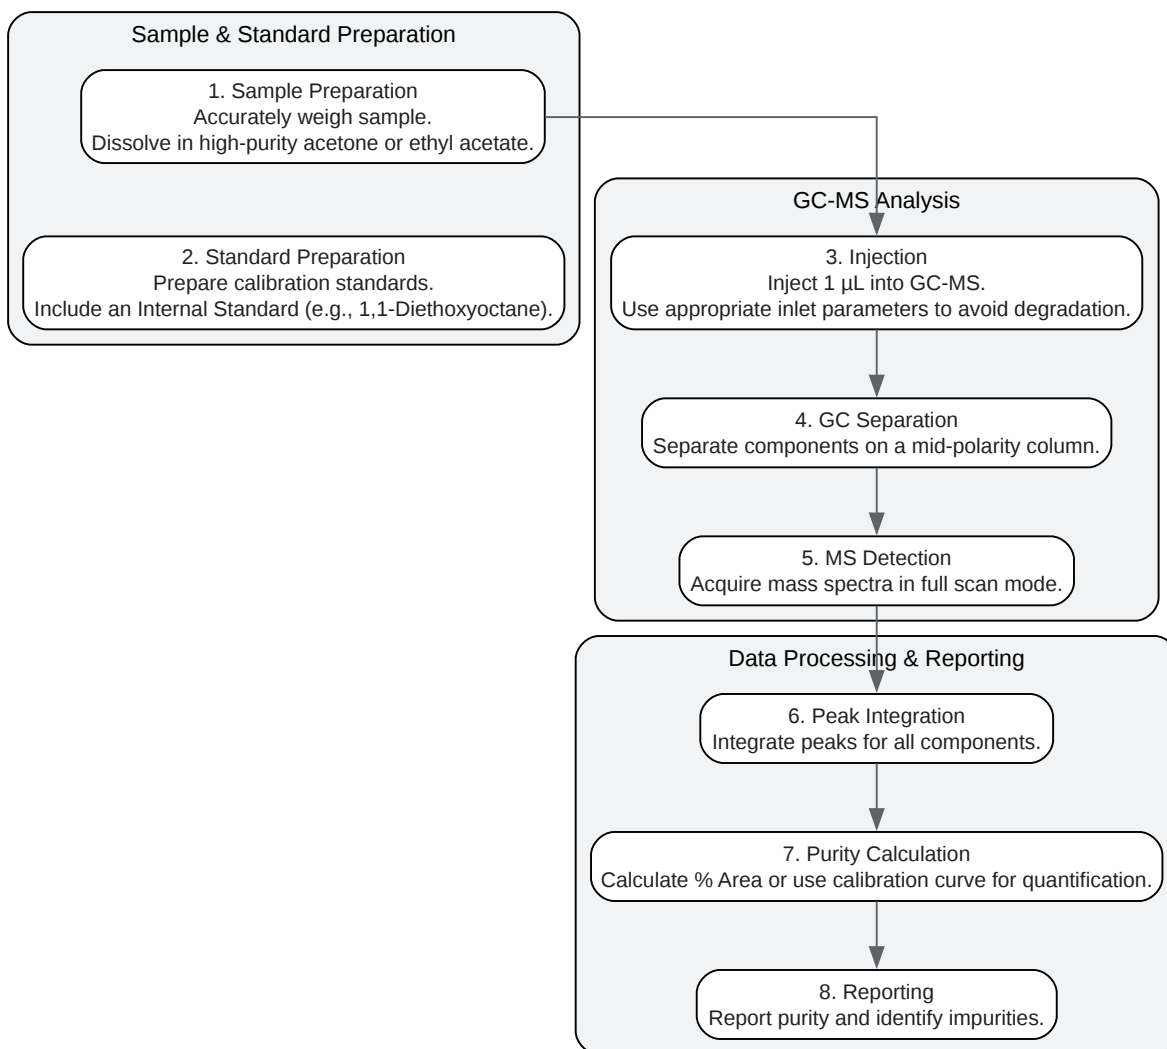 Sample & Standard Preparation
1. Sample Preparation
Accurately weigh sample.
Dissolve in high-purity acetone or ethyl acetate.
2. Standard Preparation
Prepare calibration standards.
Include an Internal Standard (e.g., 1,1-Diethoxyoctane).
GC-MS Analysis
3. Injection
Inject 1 µL into GC-MS.
Use appropriate inlet parameters to avoid degradation.
4. GC Separation
Separate components on a mid-polarity column.
5. MS Detection
Acquire mass spectra in full scan mode.
Data Processing & Reporting
6. Peak Integration
Integrate peaks for all components.
7. Purity Calculation
Calculate % Area or use calibration curve for quantification.
8. Reporting
Report purity and identify impurities.